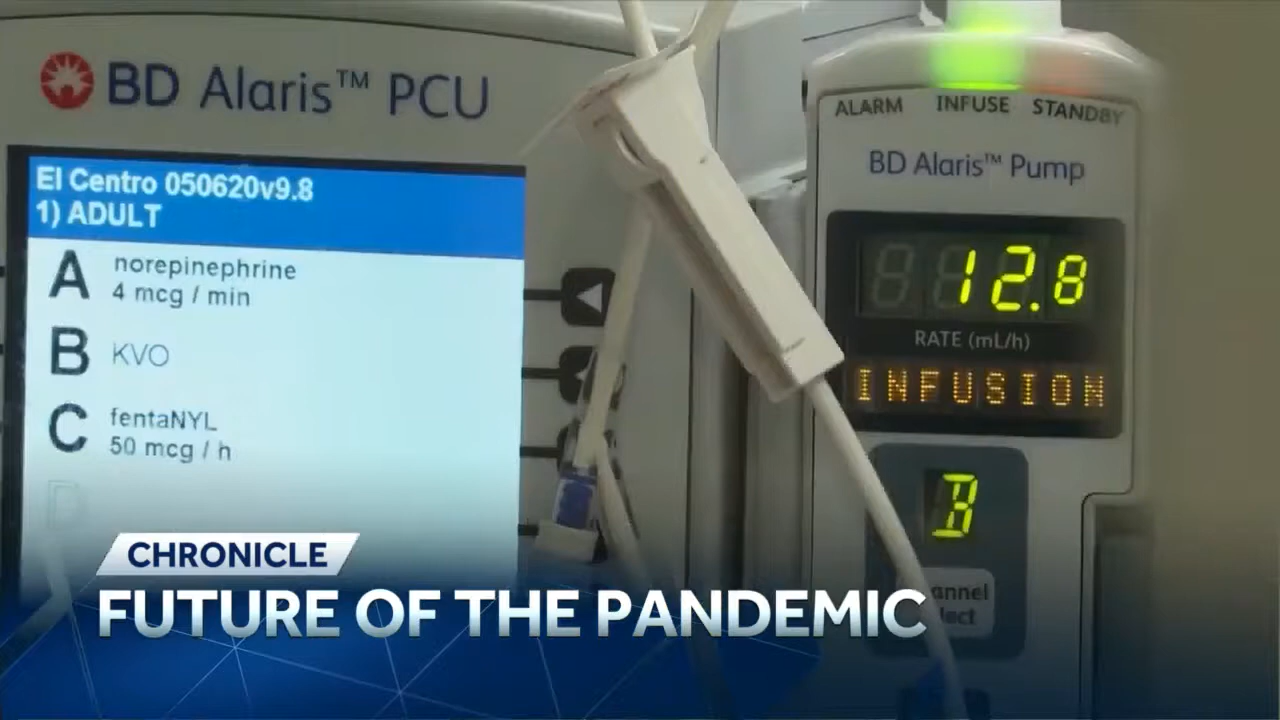 BD Alaris™ PCU
El Centro 050620v9.8
1) ADULT
A norepinephrine
4 mcg / min
B KVO
C fentaNYL
50 mcg / h
D
ALARM INFUSE STANDBY
BD Alaris™ Pump
12.8
RATE (mL/h)
INFUSION
B
CHRONICLE
FUTURE OF THE PANDEMIC